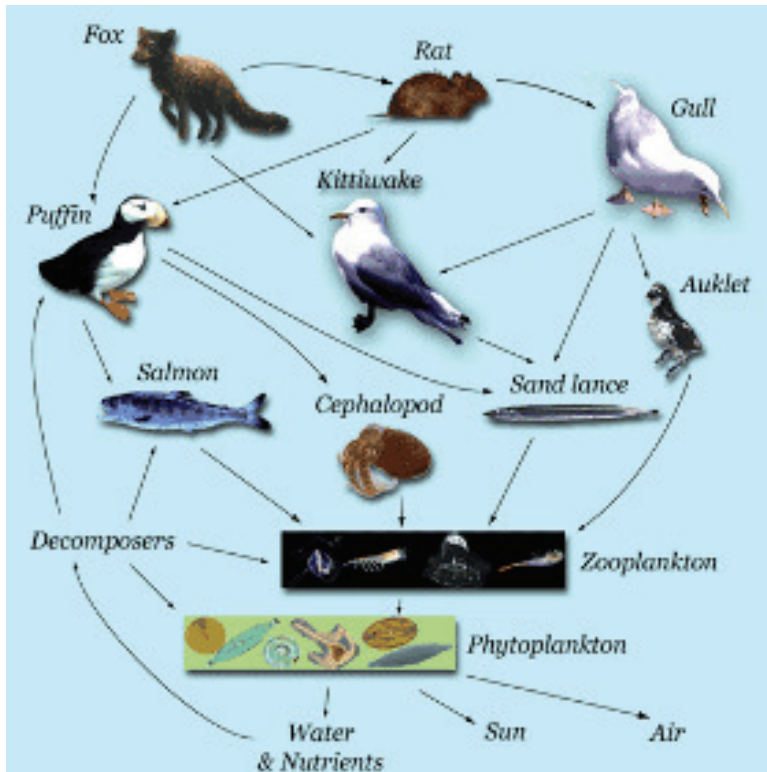 Fox
Rat
Gull
Kittiwake
Puffin
Auklet
Salmon
Sand lance
Cephalopod
Decomposers
Zooplankton
Phytoplankton
Water
& Nutrients
Sun
Air